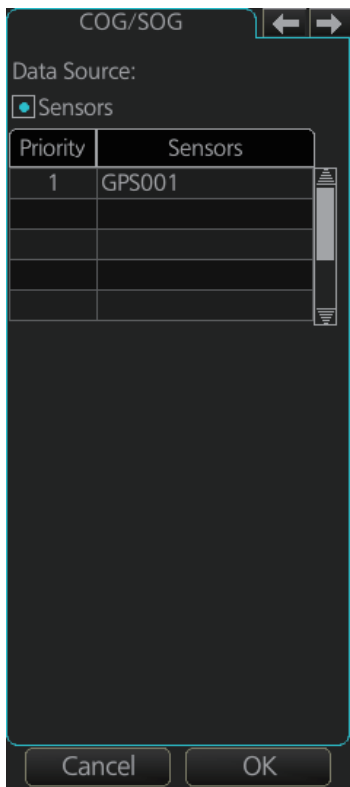 COG/SOG
Data Source:
Sensors
Priority Sensors
1 GPS001
Cancel OK